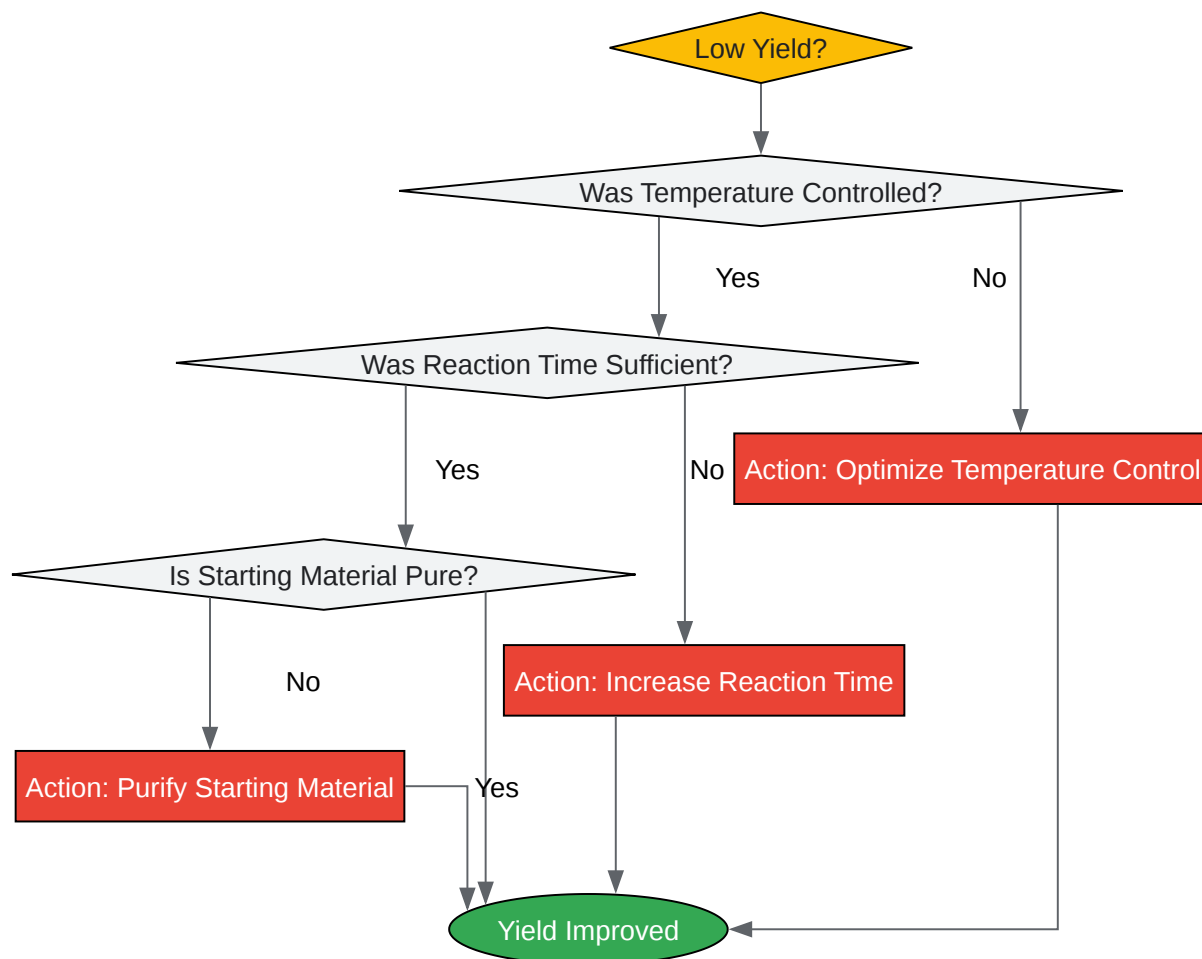 Low Yield?
Was Temperature Controlled?
Yes
No
Was Reaction Time Sufficient?
Yes
No
Action: Optimize Temperature Control
Is Starting Material Pure?
No
Action: Increase Reaction Time
Action: Purify Starting Material
Yes
Yield Improved